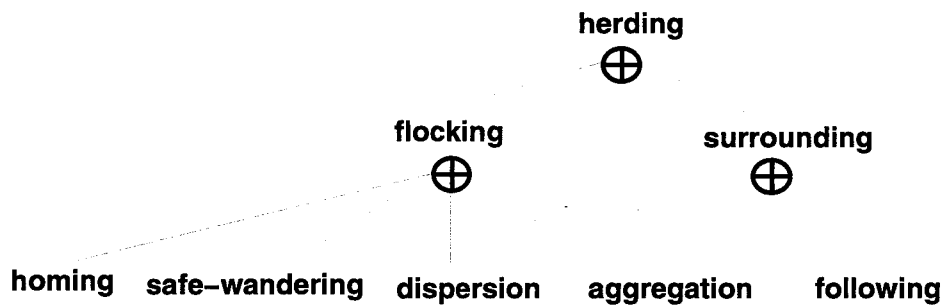 herding
flocking
surrounding
homing safe–wandering dispersion aggregation following